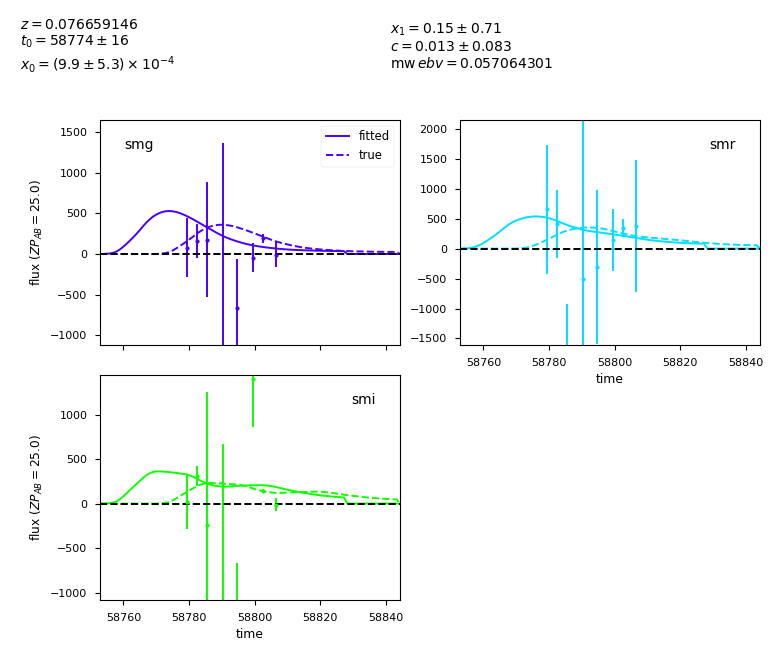 z = 0.076659146
t₀ = 58774 ± 16
x₀ = (9.9 ± 5.3) × 10⁻⁴
x₁ = 0.15 ± 0.71
c = 0.013 ± 0.083
mw ebv = 0.057064301
smg
fitted
true
1500
1000
500
0
−500
−1000
flux (ZP_AB = 25.0)
smr
2000
1500
1000
500
0
−500
−1000
−1500
58760 58780 58800 58820 58840
time
smi
1000
500
0
−500
−1000
flux (ZP_AB = 25.0)
58760 58780 58800 58820 58840
time